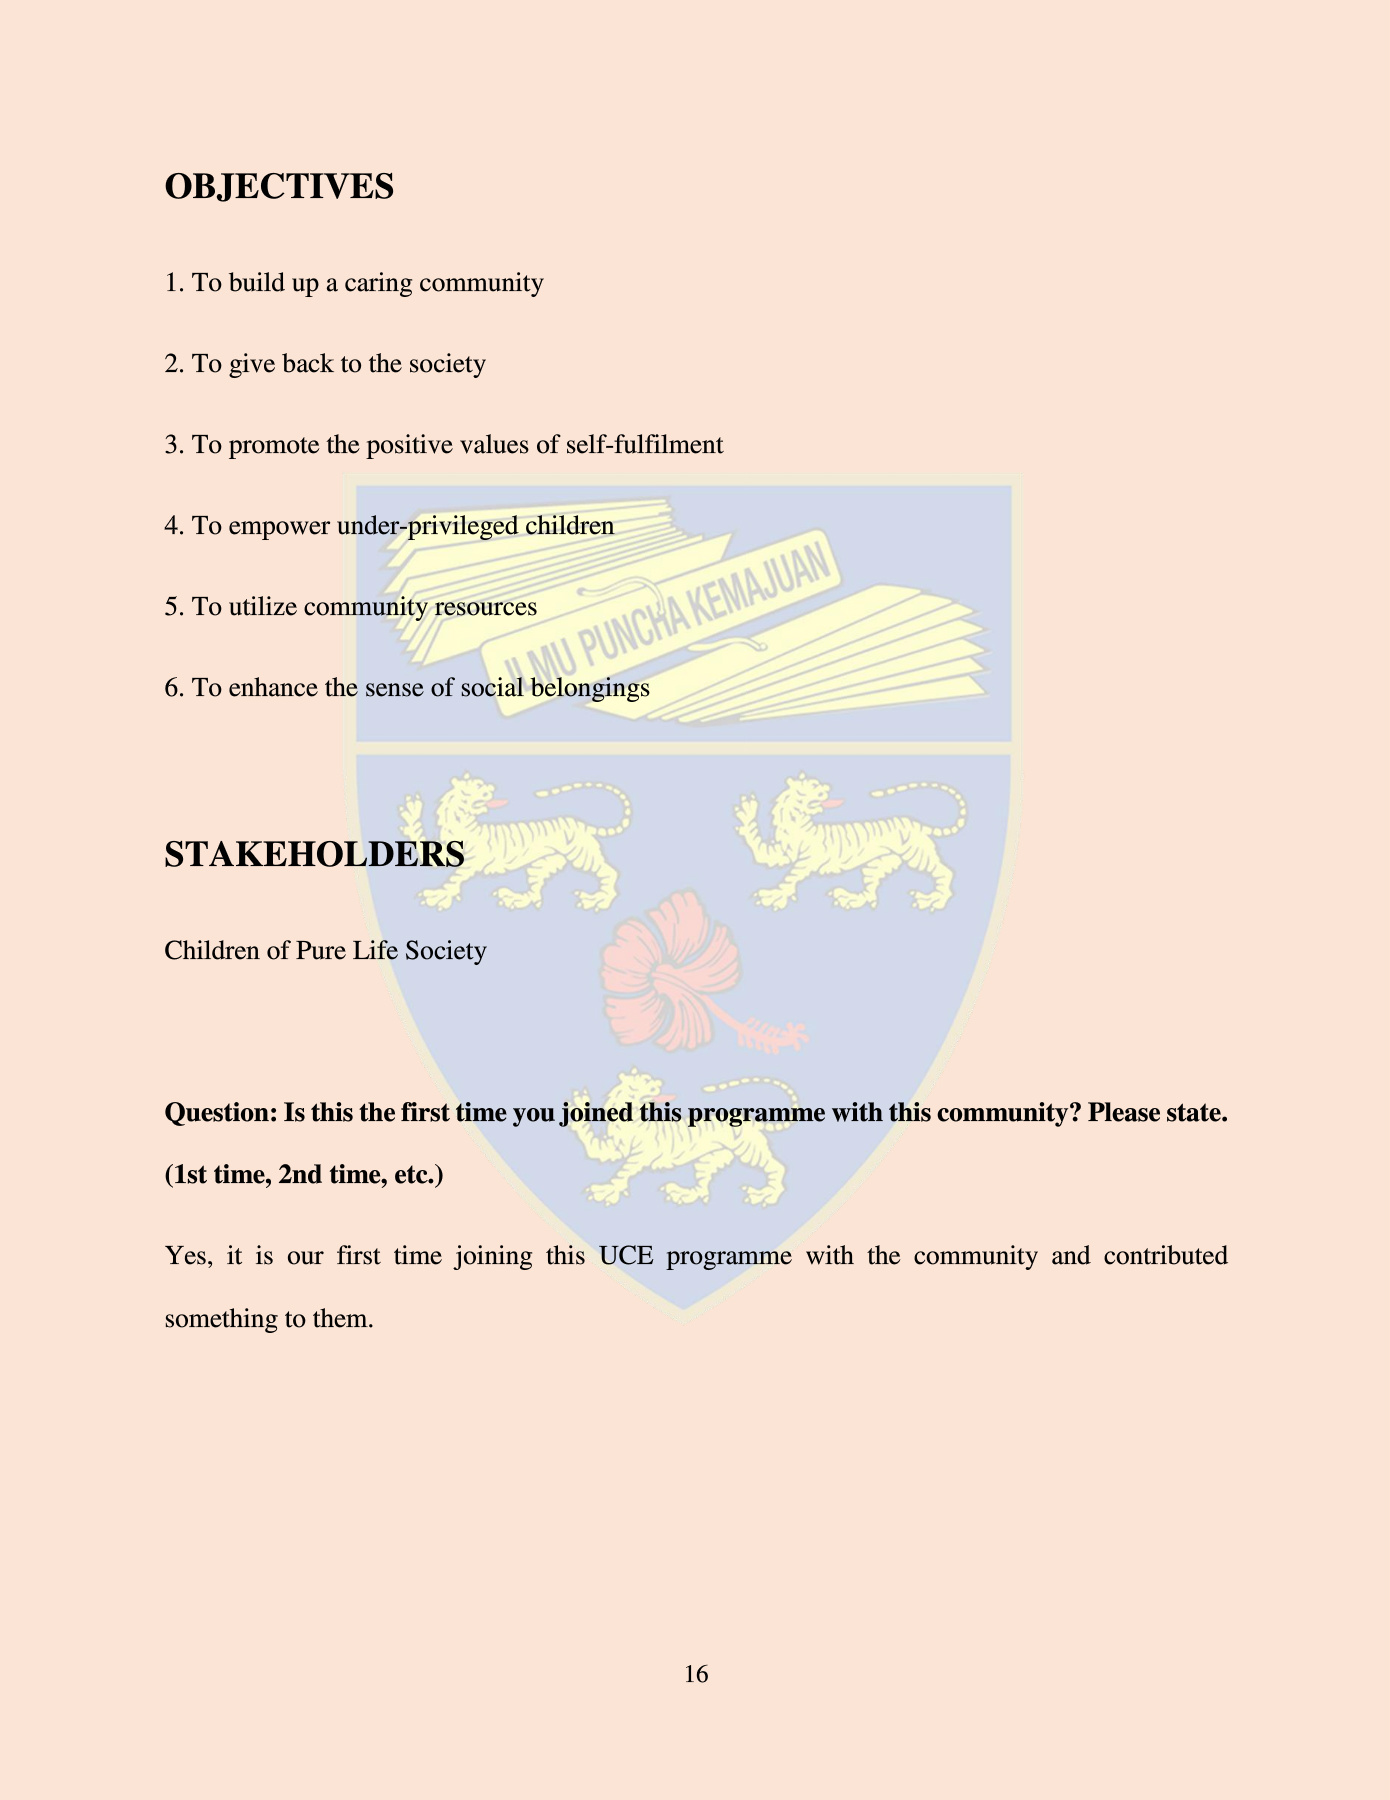 OBJECTIVES
1. To build up a caring community
2. To give back to the society
3. To promote the positive values of self-fulfilment
4. To empower under-privileged children
5. To utilize community resources
6. To enhance the sense of social belongings
ILMU PUNCHA KEMAJUAN
STAKEHOLDERS
Children of Pure Life Society
Question: Is this the first time you joined this programme with this community? Please state.
(1st time, 2nd time, etc.)
Yes, it is our first time joining this UCE programme with the community and contributed
something to them.
16